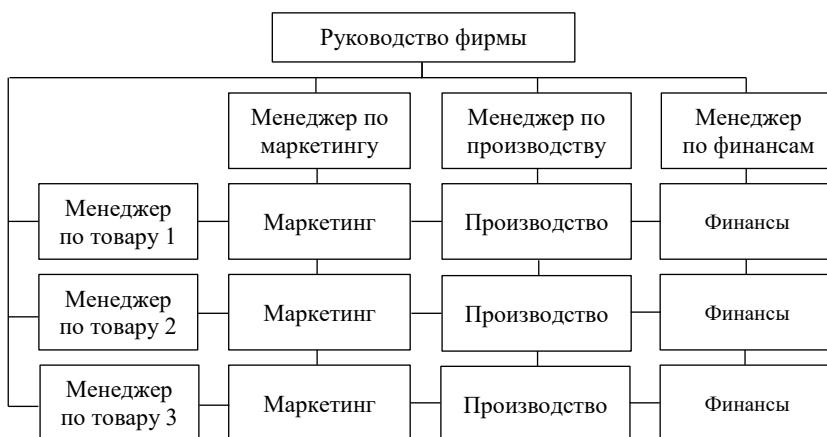 Руководство фирмы
Менеджер по
маркетингу
Менеджер по
производству
Менеджер
по финансам
Менеджер
по товару 1
Маркетинг
Производство
Финансы
Менеджер
по товару 2
Маркетинг
Производство
Финансы
Менеджер
по товару 3
Маркетинг
Производство
Финансы